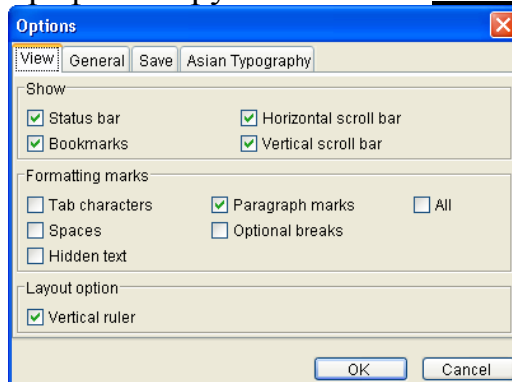 Options
View General Save Asian Typography
Show
Status bar Horizontal scroll bar
Bookmarks Vertical scroll bar
Formatting marks
Tab characters Paragraph marks All
Spaces Optional breaks
Hidden text
Layout option
Vertical ruler
OK Cancel